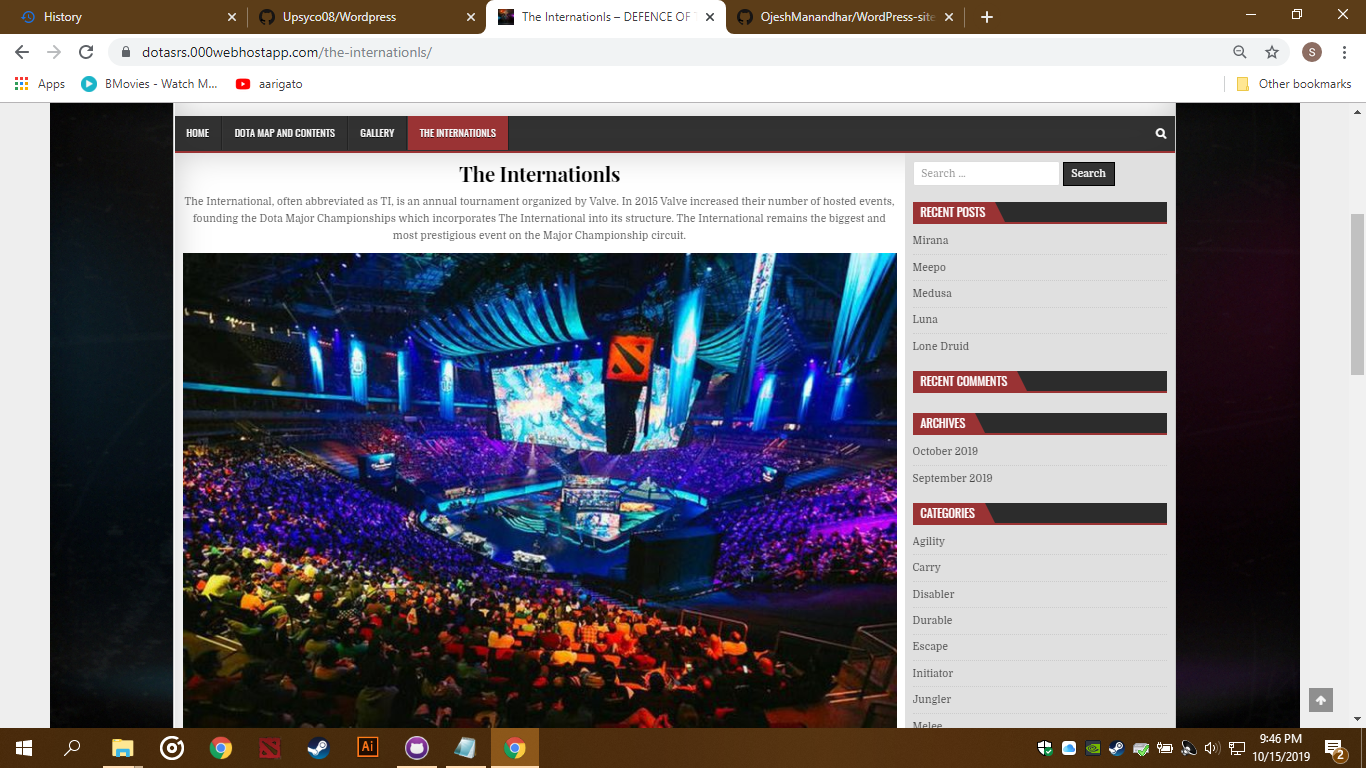 History
Upsyco08/Wordpress
The Internationls – DEFENCE OF T
OjeshManandhar/WordPress-site
dotasrs.000webhostapp.com/the-internationls/
S
Apps
BMovies - Watch M...
aarigato
Other bookmarks
HOME
DOTA MAP AND CONTENTS
GALLERY
THE INTERNATIONLS
The Internationls
The International, often abbreviated as TI, is an annual tournament organized by Valve. In 2015 Valve increased their number of hosted events,
founding the Dota Major Championships which incorporates The International into its structure. The International remains the biggest and
most prestigious event on the Major Championship circuit.
Search ...
Search
RECENT POSTS
Mirana
Meepo
Medusa
Luna
Lone Druid
RECENT COMMENTS
ARCHIVES
October 2019
September 2019
CATEGORIES
Agility
Carry
Disabler
Durable
Escape
Initiator
Jungler
Melee
Ai
9:46 PM
10/15/2019
2